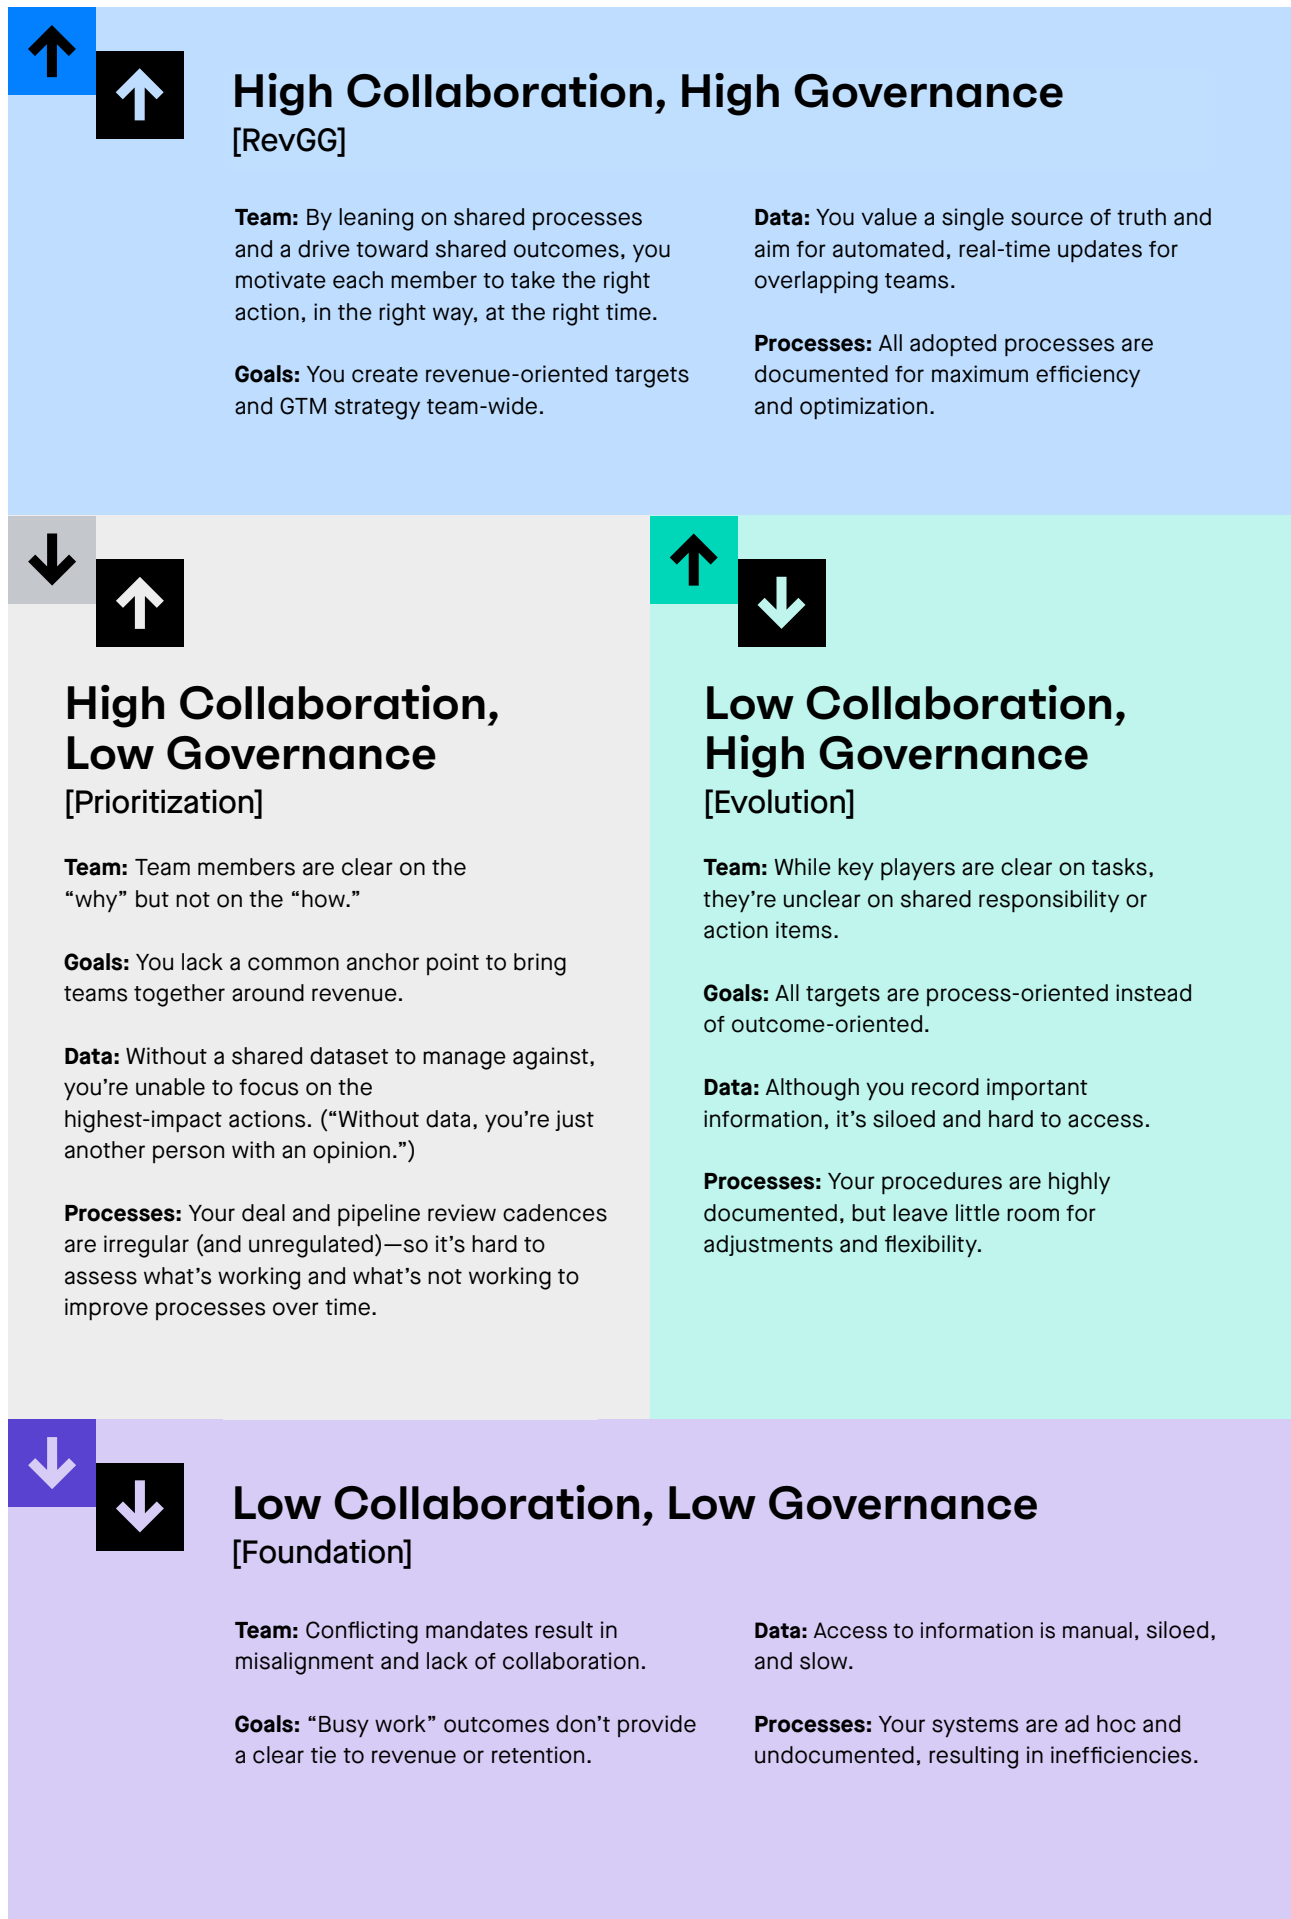 High Collaboration, High Governance
[RevGG]
Team: By leaning on shared processes
and a drive toward shared outcomes, you
motivate each member to take the right
action, in the right way, at the right time.
Goals: You create revenue-oriented targets
and GTM strategy team-wide.
Data: You value a single source of truth and
aim for automated, real-time updates for
overlapping teams.
Processes: All adopted processes are
documented for maximum efficiency
and optimization.
High Collaboration,
Low Governance
[Prioritization]
Team: Team members are clear on the
“why” but not on the “how.”
Goals: You lack a common anchor point to bring
teams together around revenue.
Data: Without a shared dataset to manage against,
you’re unable to focus on the
highest-impact actions. (“Without data, you’re just
another person with an opinion.”)
Processes: Your deal and pipeline review cadences
are irregular (and unregulated)—so it’s hard to
assess what’s working and what’s not working to
improve processes over time.
Low Collaboration,
High Governance
[Evolution]
Team: While key players are clear on tasks,
they’re unclear on shared responsibility or
action items.
Goals: All targets are process-oriented instead
of outcome-oriented.
Data: Although you record important
information, it’s siloed and hard to access.
Processes: Your procedures are highly
documented, but leave little room for
adjustments and flexibility.
Low Collaboration, Low Governance
[Foundation]
Team: Conflicting mandates result in
misalignment and lack of collaboration.
Goals: “Busy work” outcomes don’t provide
a clear tie to revenue or retention.
Data: Access to information is manual, siloed,
and slow.
Processes: Your systems are ad hoc and
undocumented, resulting in inefficiencies.